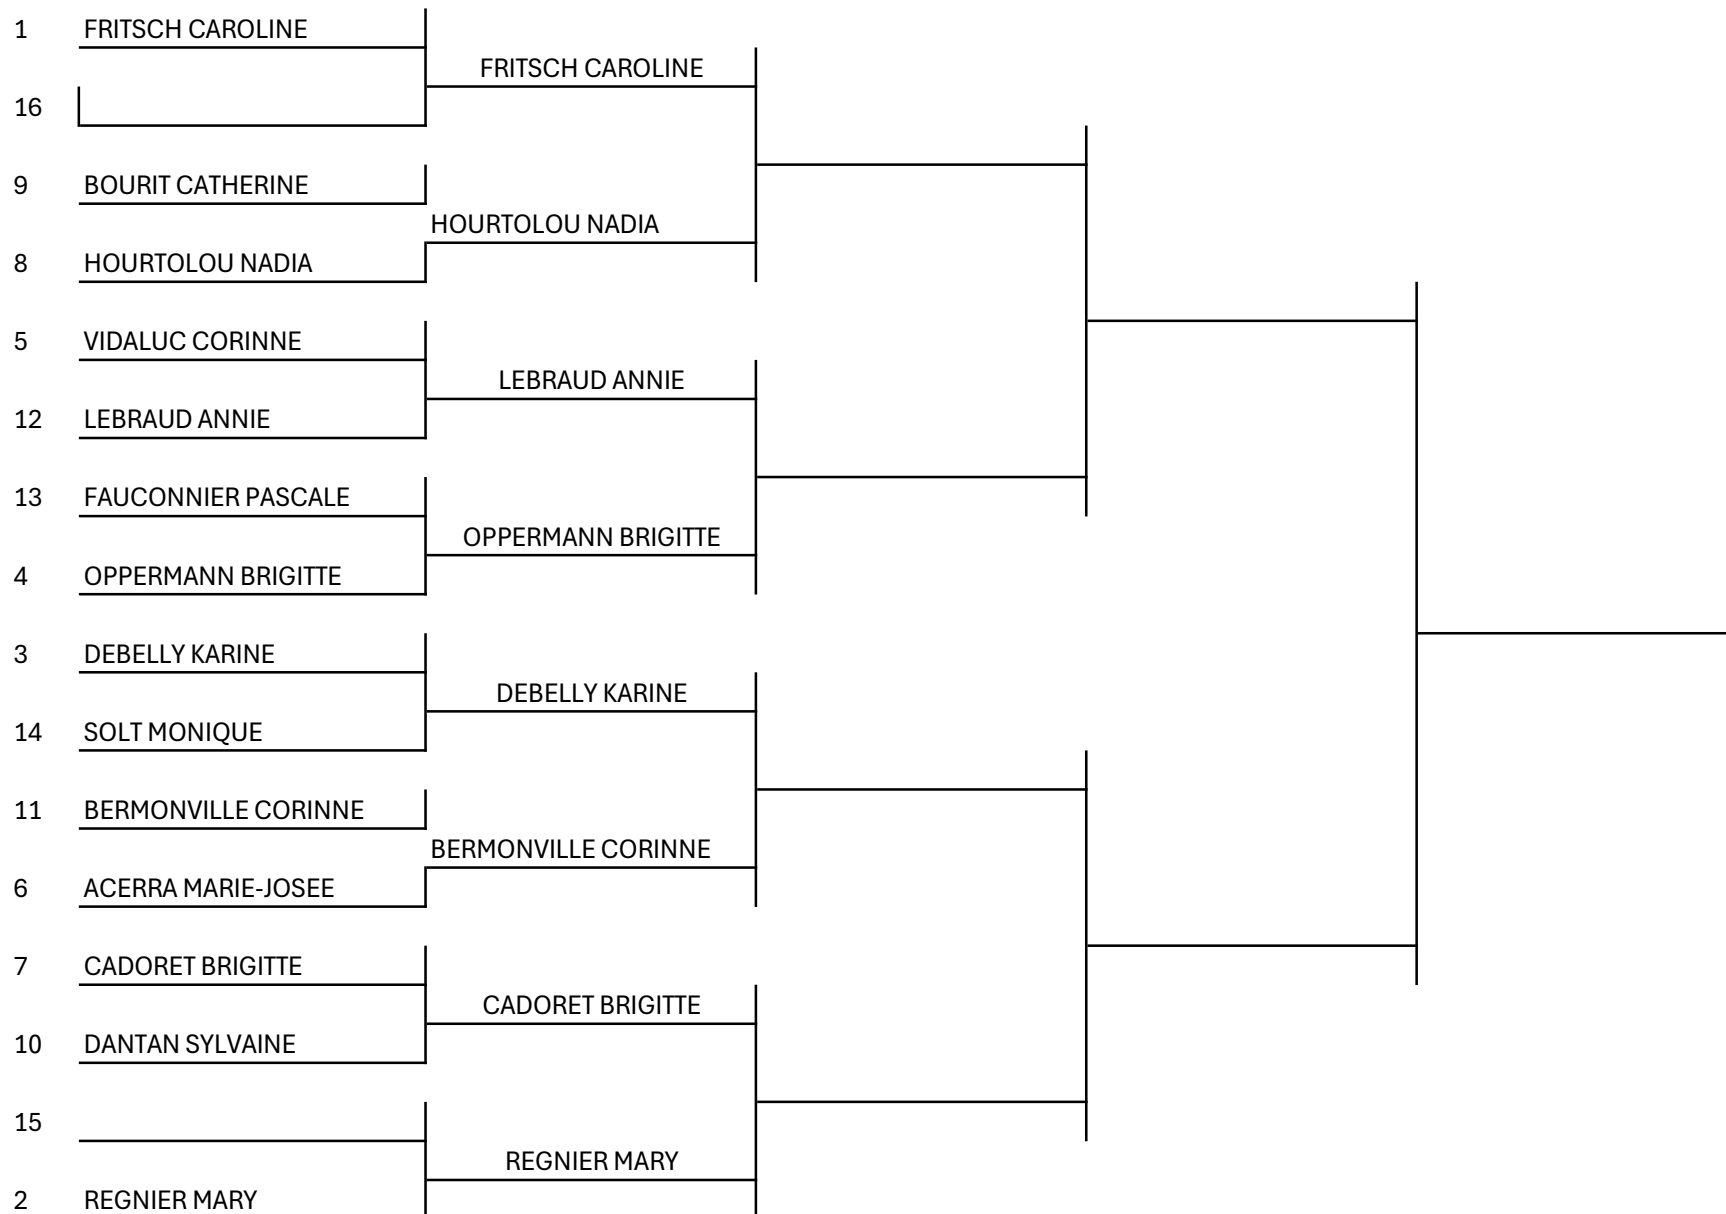 1 FRITSCH CAROLINE
FRITSCH CAROLINE
16
9 BOURIT CATHERINE
HOURTOLOU NADIA
8 HOURTOLOU NADIA
5 VIDALUC CORINNE
LEBRAUD ANNIE
12 LEBRAUD ANNIE
13 FAUCONNIER PASCALE
OPPERMANN BRIGITTE
4 OPPERMANN BRIGITTE
3 DEBELLY KARINE
DEBELLY KARINE
14 SOLT MONIQUE
11 BERMONVILLE CORINNE
BERMONVILLE CORINNE
6 ACERRA MARIE-JOSEE
7 CADORET BRIGITTE
CADORET BRIGITTE
10 DANTAN SYLVAINE
15
REGNIER MARY
2 REGNIER MARY